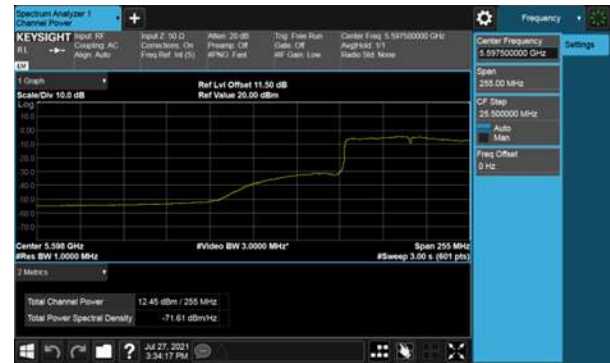 Spectrum Analyzer 1
Channel Power
+
Frequency
KEYSIGHT
Input: RF
Coupling: AC
Align: Auto
Input Z: 50 Ω
Corrections: On
Freq Ref: Int (S)
Atten: 20 dB
Preamp: Off
#PNO: Fast
Trig: Free Run
Gate: Off
#IF Gain: Low
Center Freq: 5.597500000 GHz
Avg|Hold: 1/1
Radio Std: None
RL
1 Graph
Scale/Div 10.0 dB
Ref Lvl Offset 11.50 dB
Ref Value 20.00 dBm
Log
10.0
0.00
-10.0
-20.0
-30.0
-40.0
-50.0
-60.0
-70.0
Center 5.598 GHz
#Res BW 1.0000 MHz
#Video BW 3.0000 MHz*
Span 255 MHz
#Sweep 3.00 s (601 pts)
2 Metrics
Total Channel Power 12.45 dBm / 255 MHz
Total Power Spectral Density -71.61 dBm/Hz
Center Frequency
5.597500000 GHz
Settings
Span
255.00 MHz
CF Step
25.500000 MHz
Auto
Man
Freq Offset
0 Hz
?
Jul 27, 2021
3:34:17 PM